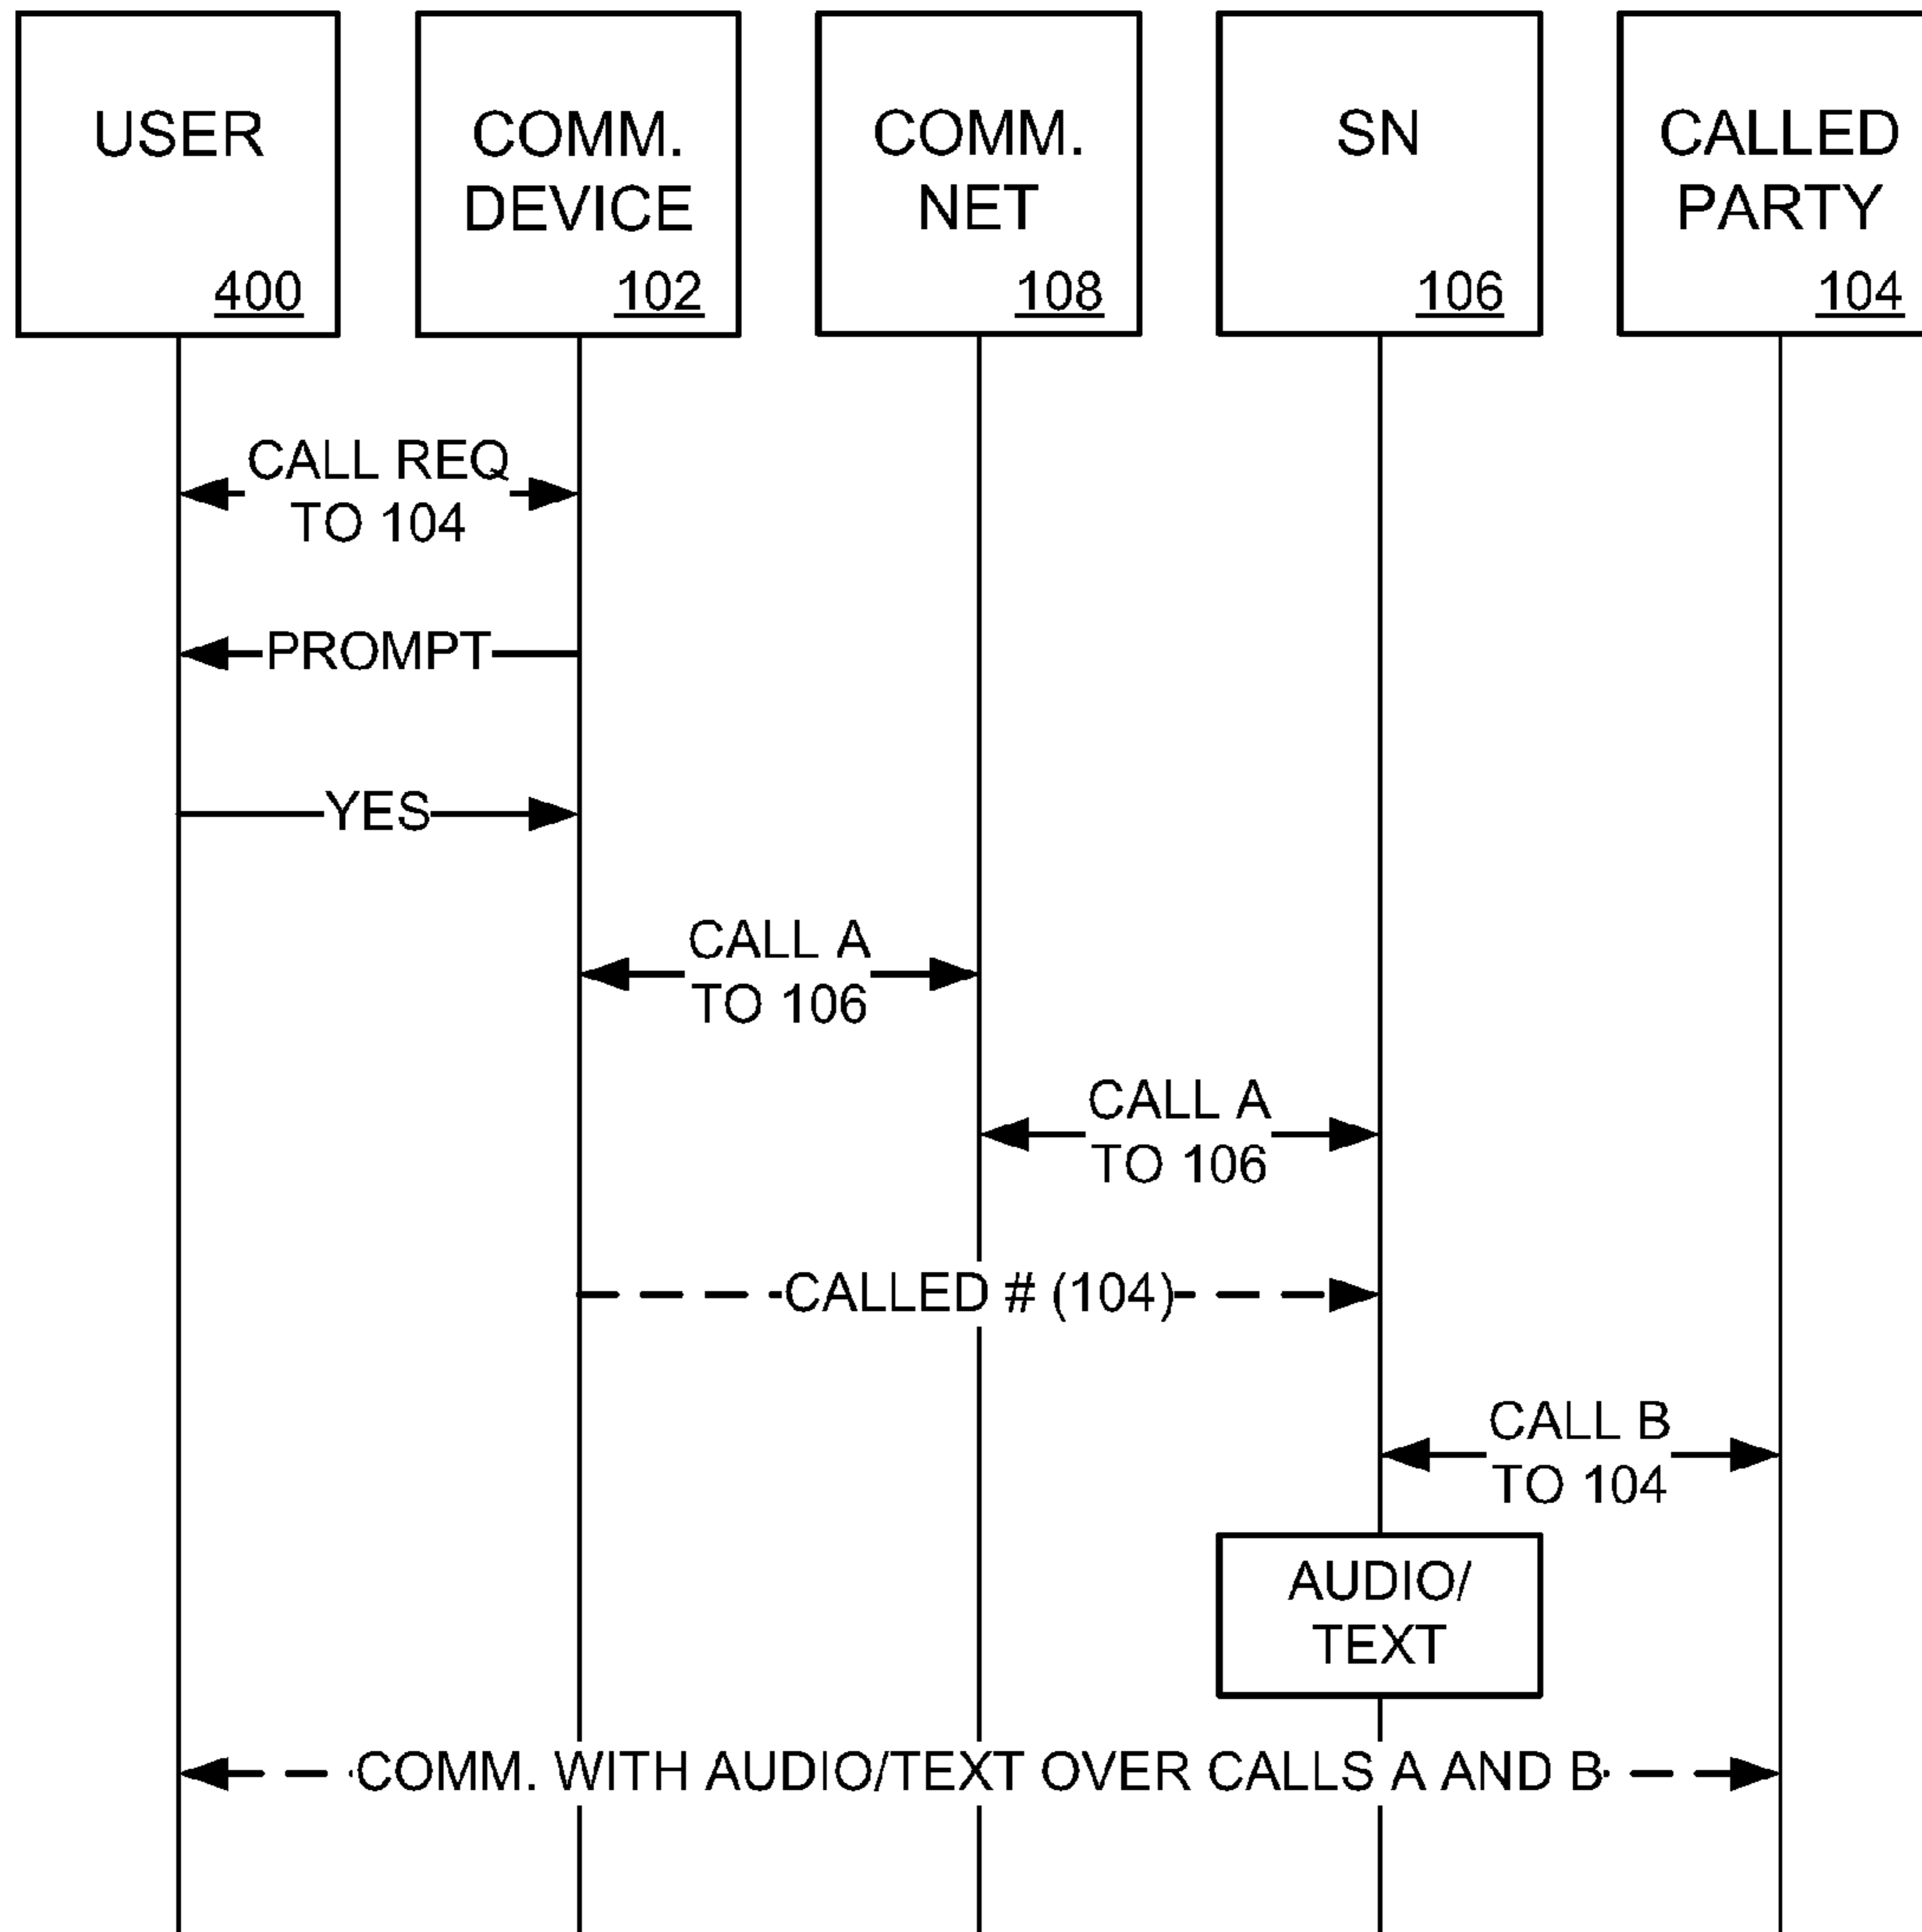 USER
400
COMM.
DEVICE
102
COMM.
NET
108
SN
106
CALLED
PARTY
104
CALL REQ
TO 104
PROMPT
YES
CALL A
TO 106
CALL A
TO 106
CALLED # (104)
CALL B
TO 104
AUDIO/
TEXT
COMM. WITH AUDIO/TEXT OVER CALLS A AND B